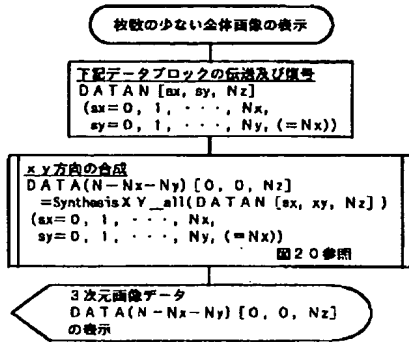 枚数の少ない全体画像の表示
下記データブロックの伝送及び復号
DATAN [sx, sy, Nz]
(sx=0, 1, ・・・, Nx,
sy=0, 1, ・・・, Ny, (=Nx))
xy方向の合成
DATA(N-Nx-Ny) [0, 0, Nz]
=SynthesisXY_all(DATAN [sx, xy, Nz] )
(sx=0, 1, ・・・, Nx,
sy=0, 1, ・・・, Ny, (=Nx))
図20参照
3次元画像データ
DATA(N-Nx-Ny) [0, 0, Nz]
の表示